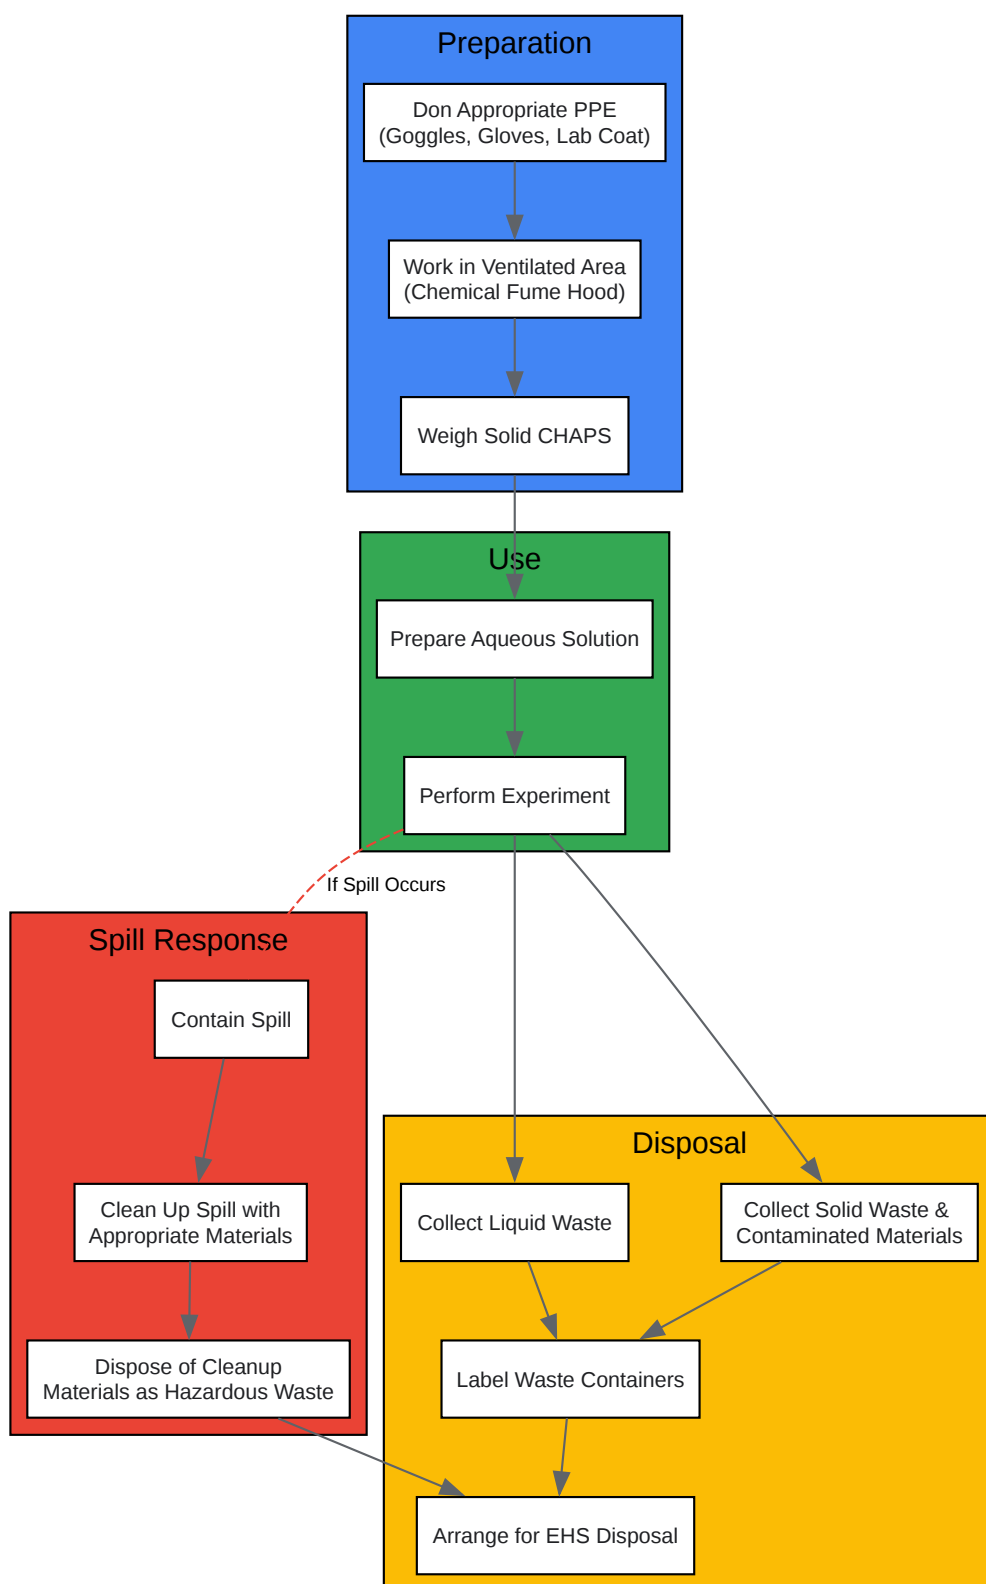 Preparation
Don Appropriate PPE
(Goggles, Gloves, Lab Coat)
Work in Ventilated Area
(Chemical Fume Hood)
Weigh Solid CHAPS
Use
Prepare Aqueous Solution
Perform Experiment
If Spill Occurs
Spill Response
Contain Spill
Clean Up Spill with
Appropriate Materials
Dispose of Cleanup
Materials as Hazardous Waste
Disposal
Collect Liquid Waste
Collect Solid Waste &
Contaminated Materials
Label Waste Containers
Arrange for EHS Disposal